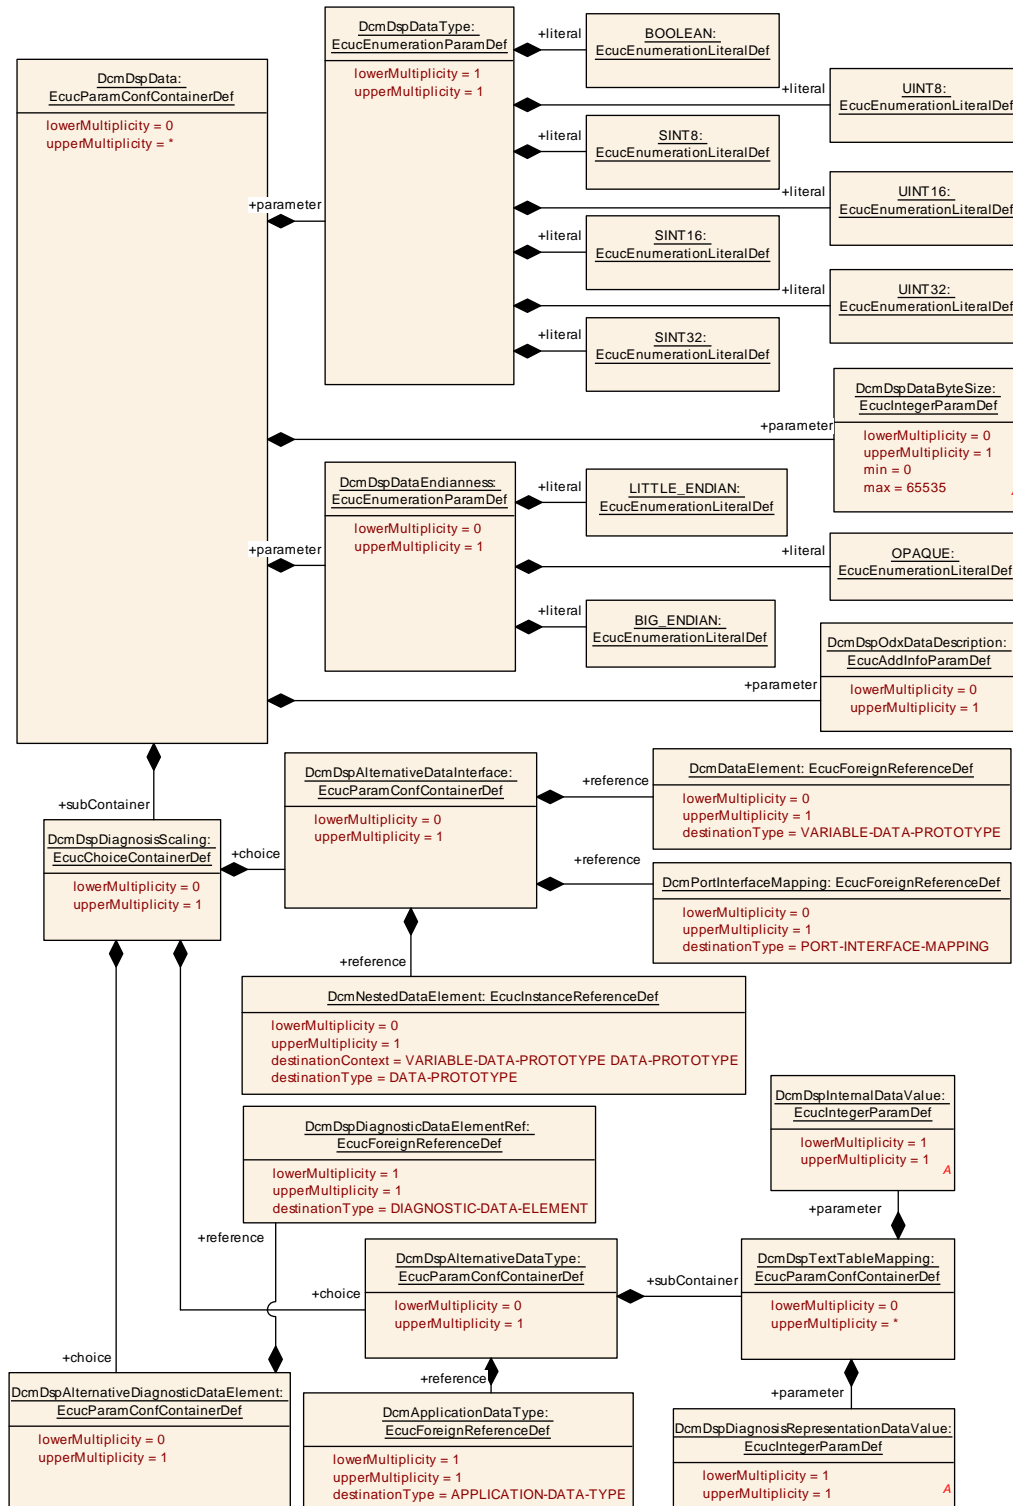 DcmDspData:
EcucParamConfContainerDef
lowerMultiplicity = 0
upperMultiplicity = *
+parameter
DcmDspDataType:
EcucEnumerationParamDef
lowerMultiplicity = 1
upperMultiplicity = 1
+literal
BOOLEAN:
EcucEnumerationLiteralDef
+literal
UINT8:
EcucEnumerationLiteralDef
+literal
SINT8:
EcucEnumerationLiteralDef
+literal
UINT16:
EcucEnumerationLiteralDef
+literal
SINT16:
EcucEnumerationLiteralDef
+literal
UINT32:
EcucEnumerationLiteralDef
+literal
SINT32:
EcucEnumerationLiteralDef
+parameter
DcmDspDataByteSize:
EcucIntegerParamDef
lowerMultiplicity = 0
upperMultiplicity = 1
min = 0
max = 65535
+parameter
DcmDspDataEndianness:
EcucEnumerationParamDef
lowerMultiplicity = 0
upperMultiplicity = 1
+literal
LITTLE_ENDIAN:
EcucEnumerationLiteralDef
+literal
OPAQUE:
EcucEnumerationLiteralDef
+literal
BIG_ENDIAN:
EcucEnumerationLiteralDef
+parameter
DcmDspOdxDataDescription:
EcucAddInfoParamDef
lowerMultiplicity = 0
upperMultiplicity = 1
+subContainer
DcmDspDiagnosisScaling:
EcucChoiceContainerDef
lowerMultiplicity = 0
upperMultiplicity = 1
+choice
DcmDspAlternativeDataInterface:
EcucParamConfContainerDef
lowerMultiplicity = 0
upperMultiplicity = 1
+reference
DcmDataElement: EcucForeignReferenceDef
lowerMultiplicity = 0
upperMultiplicity = 1
destinationType = VARIABLE-DATA-PROTOTYPE
+reference
DcmPortInterfaceMapping: EcucForeignReferenceDef
lowerMultiplicity = 0
upperMultiplicity = 1
destinationType = PORT-INTERFACE-MAPPING
+reference
DcmNestedDataElement: EcucInstanceReferenceDef
lowerMultiplicity = 0
upperMultiplicity = 1
destinationContext = VARIABLE-DATA-PROTOTYPE DATA-PROTOTYPE
destinationType = DATA-PROTOTYPE
DcmDspDiagnosticDataElementRef:
EcucForeignReferenceDef
lowerMultiplicity = 1
upperMultiplicity = 1
destinationType = DIAGNOSTIC-DATA-ELEMENT
+reference
DcmDspInternalDataValue:
EcucIntegerParamDef
lowerMultiplicity = 1
upperMultiplicity = 1
A
+parameter
+choice
DcmDspAlternativeDataType:
EcucParamConfContainerDef
lowerMultiplicity = 0
upperMultiplicity = 1
+subContainer
DcmDspTextTableMapping:
EcucParamConfContainerDef
lowerMultiplicity = 0
upperMultiplicity = *
+choice
DcmDspAlternativeDiagnosticDataElement:
EcucParamConfContainerDef
lowerMultiplicity = 0
upperMultiplicity = 1
+reference
DcmApplicationDataType:
EcucForeignReferenceDef
lowerMultiplicity = 1
upperMultiplicity = 1
destinationType = APPLICATION-DATA-TYPE
+parameter
DcmDspDiagnosisRepresentationDataValue:
EcucIntegerParamDef
lowerMultiplicity = 1
upperMultiplicity = 1
A